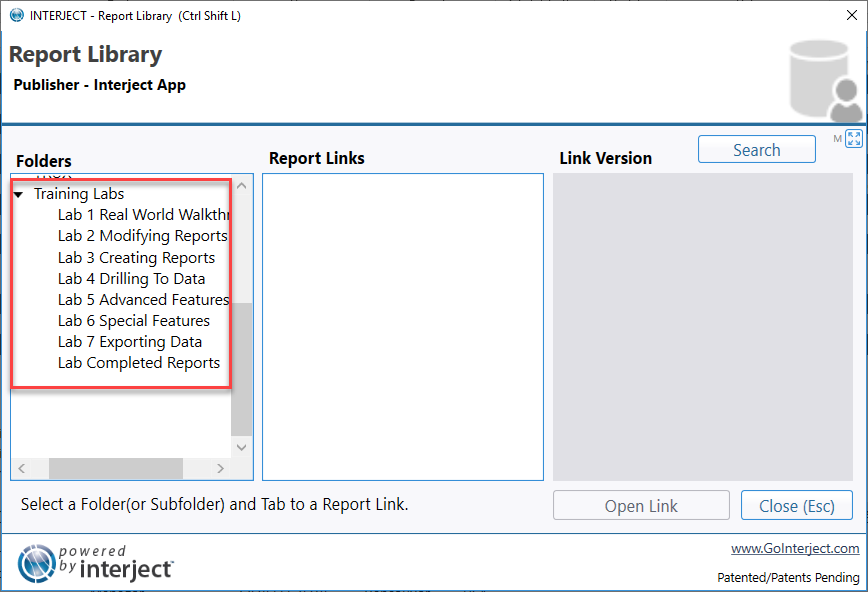 INTERJECT - Report Library (Ctrl Shift L)
Report Library
Publisher - Interject App
Search
M
Folders
Report Links
Link Version
Training Labs
Lab 1 Real World Walkthr
Lab 2 Modifying Reports
Lab 3 Creating Reports
Lab 4 Drilling To Data
Lab 5 Advanced Features
Lab 6 Special Features
Lab 7 Exporting Data
Lab Completed Reports
Select a Folder(or Subfolder) and Tab to a Report Link.
Open Link
Close (Esc)
powered
by interject™
www.GoInterject.com
Patented/Patents Pending